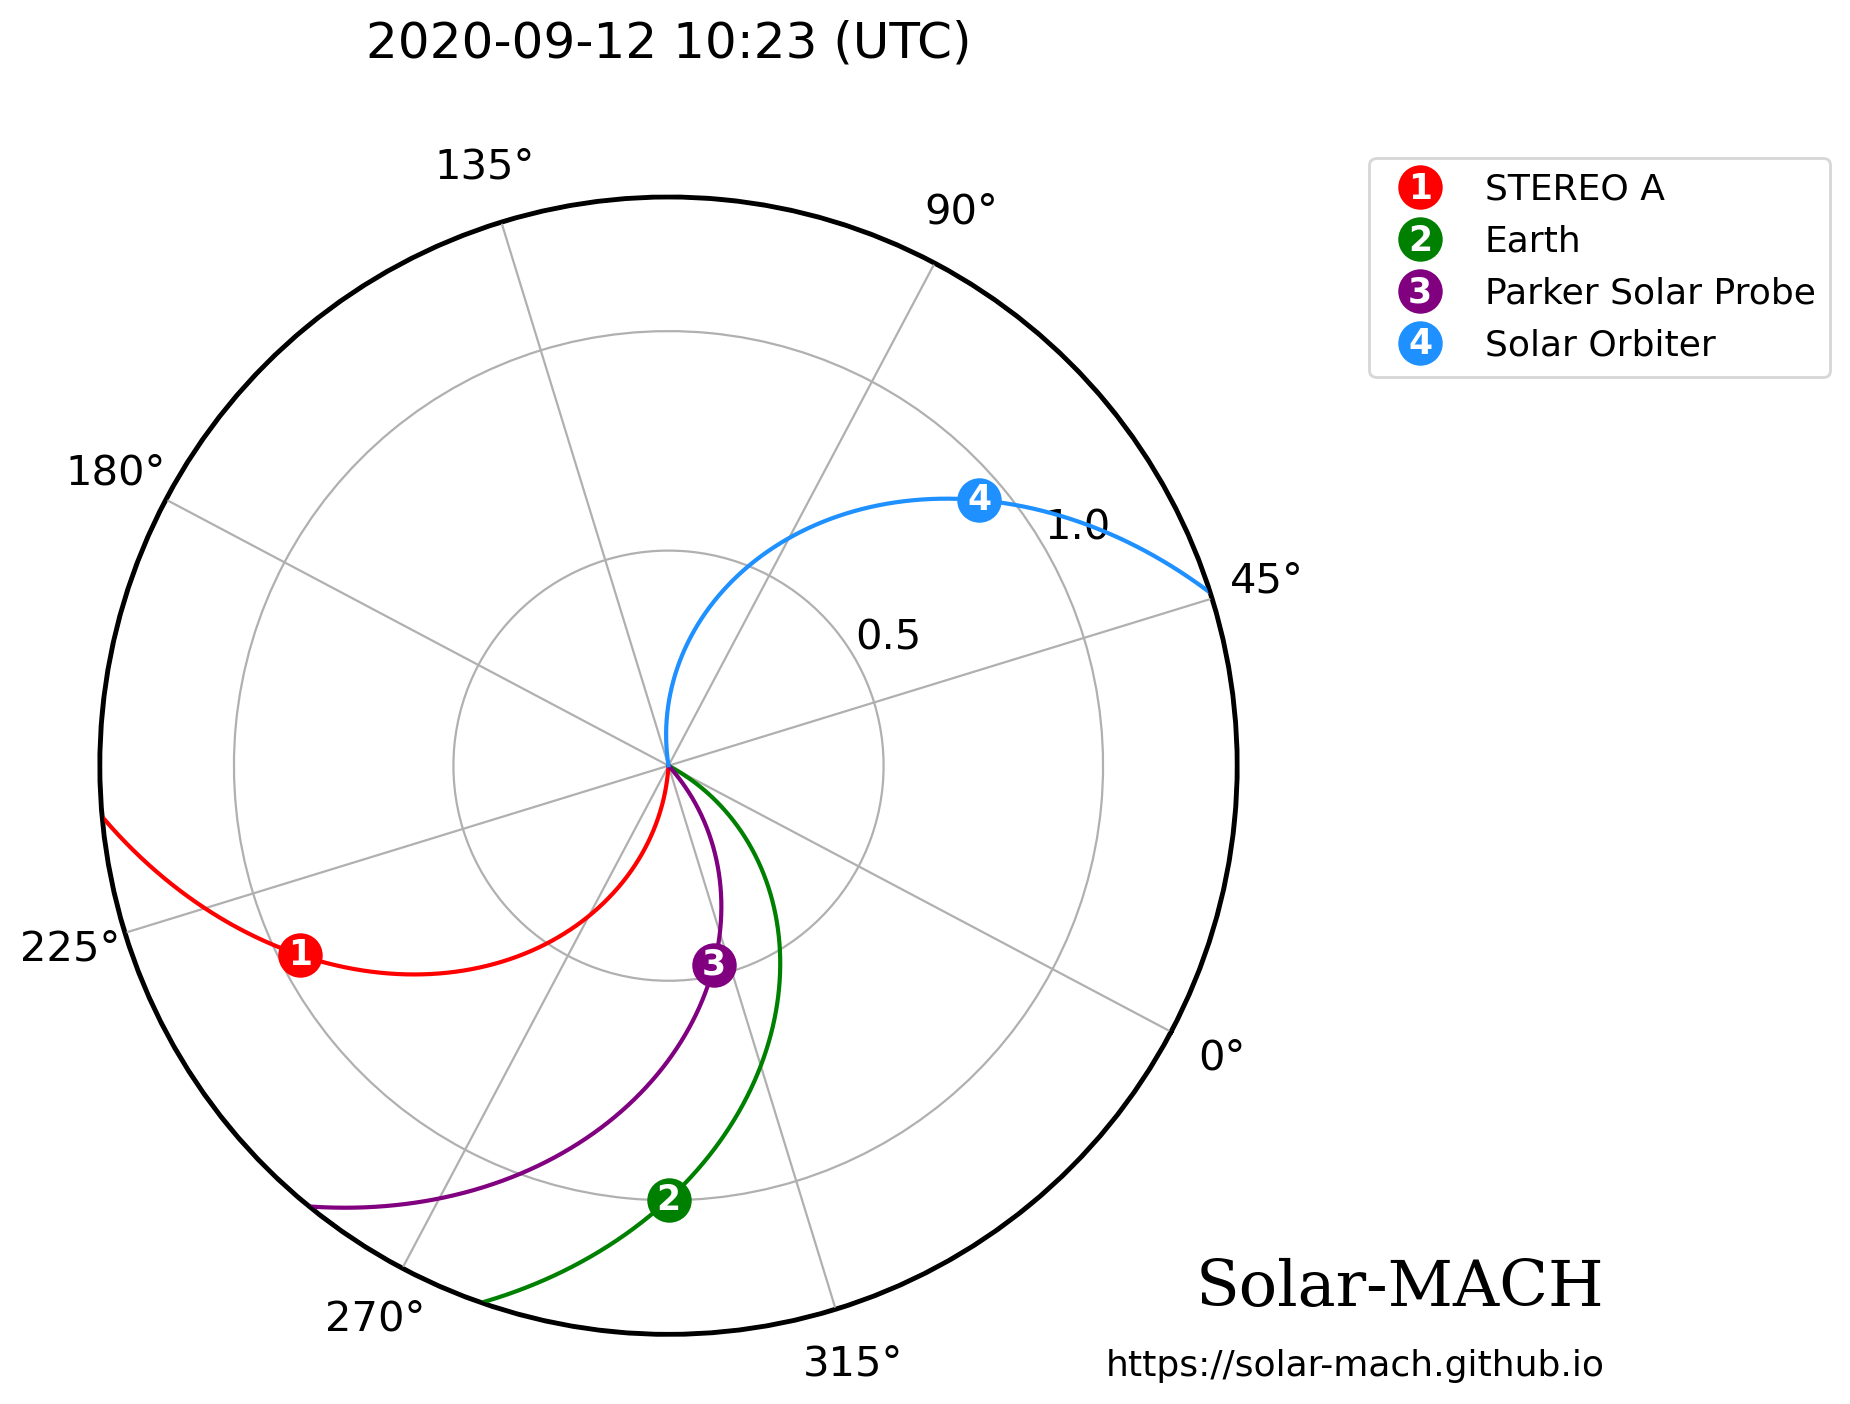 2020-09-12 10:23 (UTC)
135°
90°
180°
45°
225°
0°
270°
315°
0.5
1.0
1
2
3
4
1 STEREO A
2 Earth
3 Parker Solar Probe
4 Solar Orbiter
Solar-MACH
https://solar-mach.github.io